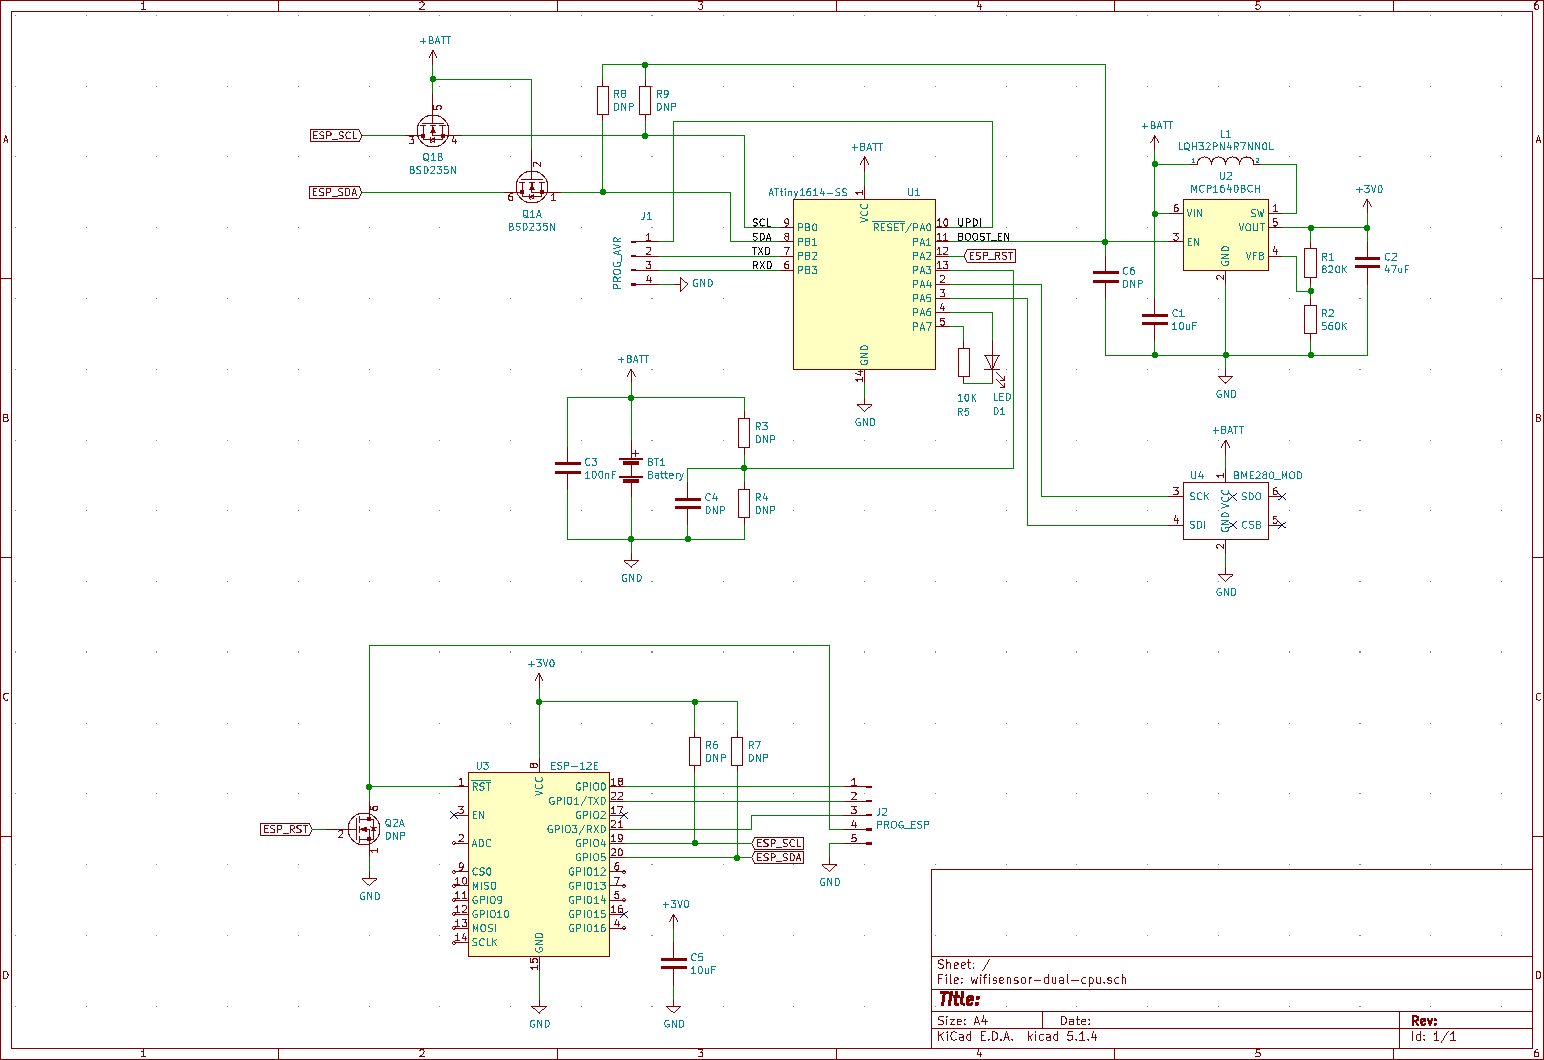 1 2 3 4 5 6
A
B
C
D
+BATT
5
ESP_SCL
3 4
Q1B
BSD235N
2
ESP_SDA
6 1
Q1A
BSD235N
R8
DNP
R9
DNP
J1
PROG_AVR
1
2
3
4
GND
+BATT
ATtiny1614-SS
U1
1
VCC
SCL 9 PB0
SDA 8 PB1
TXD 7 PB2
RXD 6 PB3
RESET/PA0 10 UPDI
PA1 11 BOOST_EN
PA2 12 ESP_RST
PA3 13
PA4 2
PA5 3
PA6 4
PA7 5
GND
14
GND
10K
R5
LED
D1
+BATT
L1
LQH32PN4R7NN0L
1 2
U2
MCP1640BCH
6 VIN
3 EN
SW 1
VOUT 5
VFB 4
GND
2
+3V0
R1
820K
R2
560K
C2
47uF
C6
DNP
C1
10uF
GND
+BATT
C3
100nF
+
BT1
Battery
R3
DNP
C4
DNP
R4
DNP
GND
+BATT
U4
BME280_MOD
1
VCC
3 SCK
4 SDI
SDO 6
CSB 5
GND
2
GND
+3V0
R6
DNP
R7
DNP
U3
ESP-12E
8
VCC
1 RST
3 EN
2 ADC
9 CS0
10 MISO
11 GPIO9
12 GPIO10
13 MOSI
14 SCLK
GPIO0 18
GPIO1/TXD 22
GPIO2 17
GPIO3/RXD 21
GPIO4 19
GPIO5 20
GPIO12 6
GPIO13 7
GPIO14 5
GPIO15 16
GPIO16 4
GND
15
GND
ESP_SCL
ESP_SDA
1
2
3
4
5
J2
PROG_ESP
GND
ESP_RST
6
2
1
Q2A
DNP
GND
+3V0
C5
10uF
GND
Sheet: /
File: wifisensor-dual-cpu.sch
Title:
Size: A4 Date: Rev:
KiCad E.D.A. kicad 5.1.4 Id: 1/1
A
B
C
D
1 2 3 4 5 6